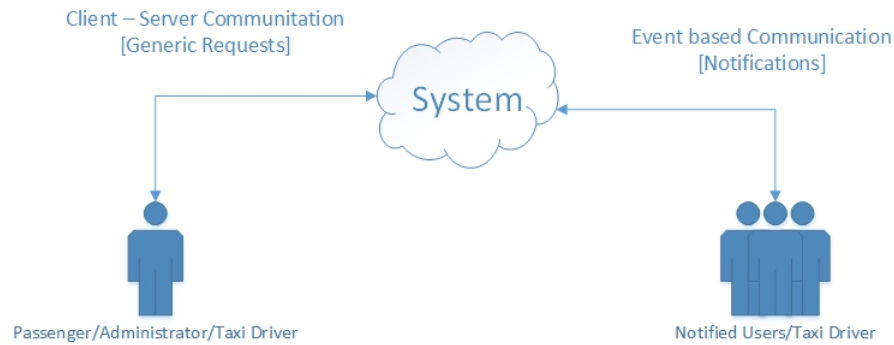 Client – Server Communitation
[Generic Requests]
Event based Communication
[Notifications]
System
Passenger/Administrator/Taxi Driver
Notified Users/Taxi Driver